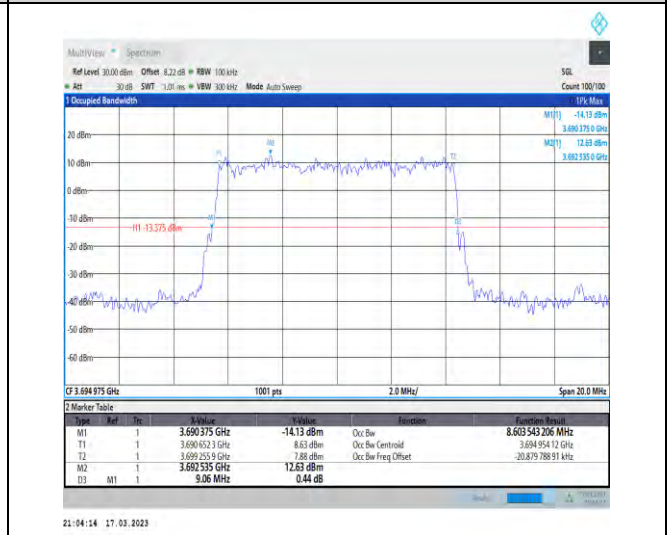 MultiView Spectrum
Ref Level 30.00 dBm Offset 8.22 dB RBW 100 kHz SGL
Att 30 dB SWT 1.01 ms VBW 300 kHz Mode Auto Sweep Count 100/100
1 Occupied Bandwidth 1Pk Max
M1[1] -14.13 dBm
3.690 375 0 GHz
M2[1] 12.63 dBm
3.692 535 0 GHz
20 dBm
T1 M2 T2
10 dBm
0 dBm
-10 dBm
M1 D3
H1 -13.375 dBm
-20 dBm
-30 dBm
-40 dBm
-50 dBm
-60 dBm
CF 3.694 975 GHz 1001 pts 2.0 MHz/ Span 20.0 MHz
2 Marker Table
Type Ref Trc X-Value Y-Value Function Function Result
M1 1 3.690 375 GHz -14.13 dBm Occ Bw 8.603 543 206 MHz
T1 1 3.690 652 3 GHz 8.63 dBm Occ Bw Centroid 3.694 954 12 GHz
T2 1 3.699 255 9 GHz 7.88 dBm Occ Bw Freq Offset -20.879 788 91 kHz
M2 1 3.692 535 GHz 12.63 dBm
D3 M1 1 9.06 MHz 0.44 dB
21:04:14 17.03.2023